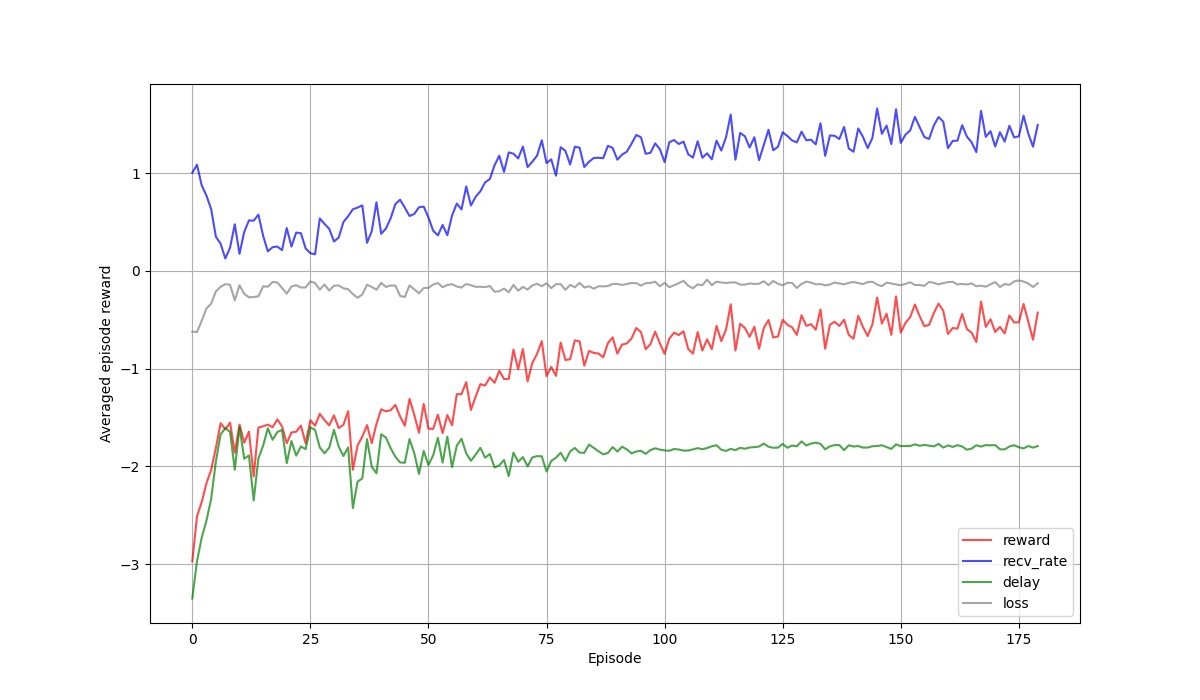 Averaged episode reward
1
0
−1
−2
−3
0 25 50 75 100 125 150 175
Episode
reward
recv_rate
delay
loss